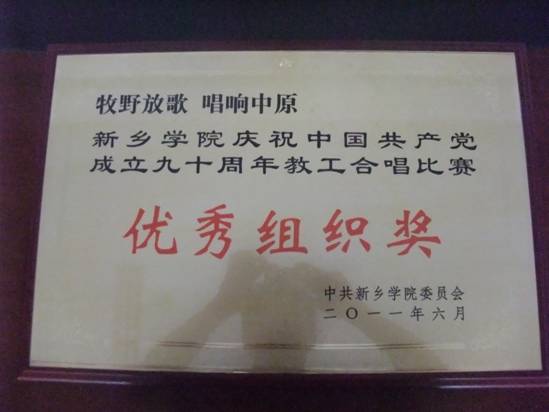 牧野放歌 唱响中原
新乡学院庆祝中国共产党
成立九十周年教工合唱比赛
优秀组织奖
中共新乡学院委员会
二〇一一年六月